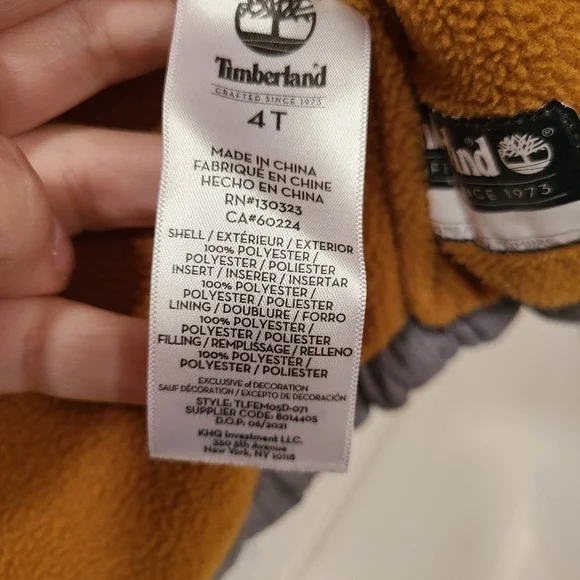 Timberland
CRAFTED SINCE 1973
4T
MADE IN CHINA
FABRIQUÉ EN CHINE
HECHO EN CHINA
RN#130323
CA#60224
SHELL / EXTÉRIEUR / EXTERIOR
100% POLYESTER /
POLYESTER / POLIESTER
INSERT / INSERER / INSERTAR
100% POLYESTER /
POLYESTER / POLIESTER
LINING / DOUBLURE / FORRO
100% POLYESTER /
POLYESTER / POLIESTER
FILLING / REMPLISSAGE / RELLENO
100% POLYESTER /
POLYESTER / POLIESTER
EXCLUSIVE of DECORATION
SAUF DÉCORATION / EXCEPTO DE DECORACIÓN
STYLE: TLFEM05D-071
SUPPLIER CODE: 8014405
D.O.P: 06/2021
KHQ Investment LLC.
350 5th Avenue
New York, NY 10118
nd ®
SINCE 1973